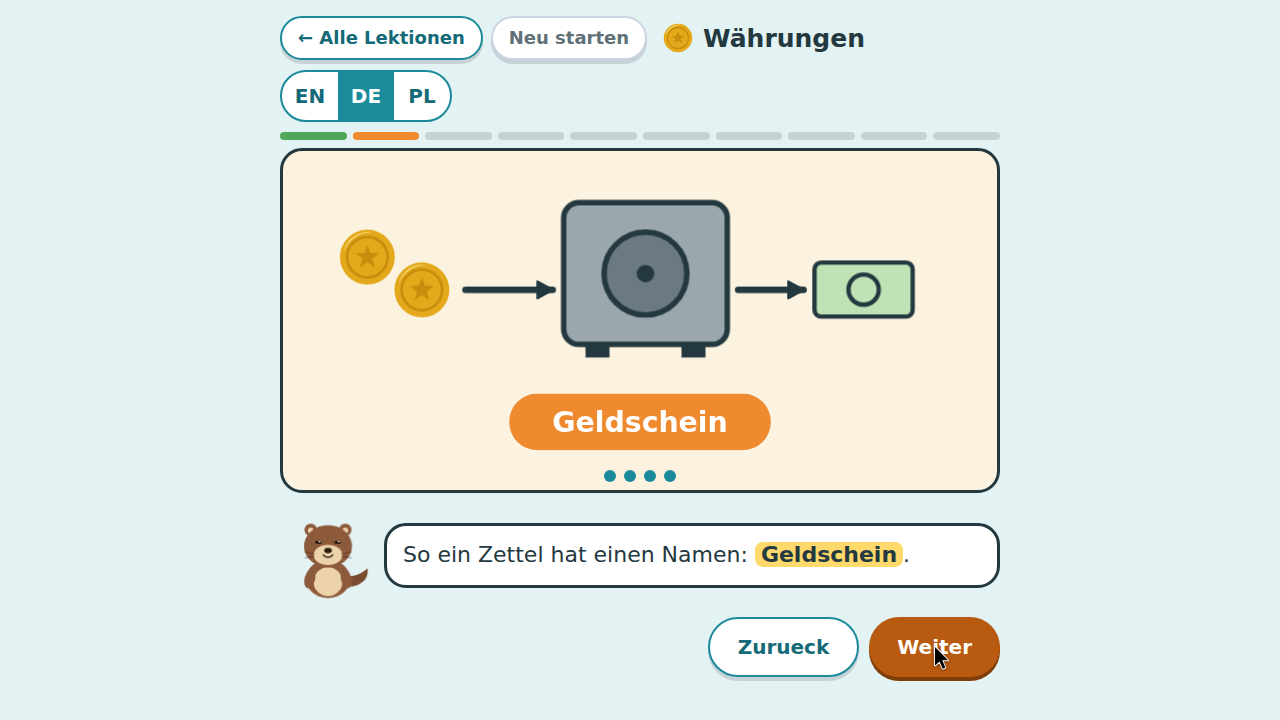 ← Alle Lektionen
Neu starten
Währungen
EN DE PL
Geldschein
So ein Zettel hat einen Namen: Geldschein.
Zurueck
Weiter